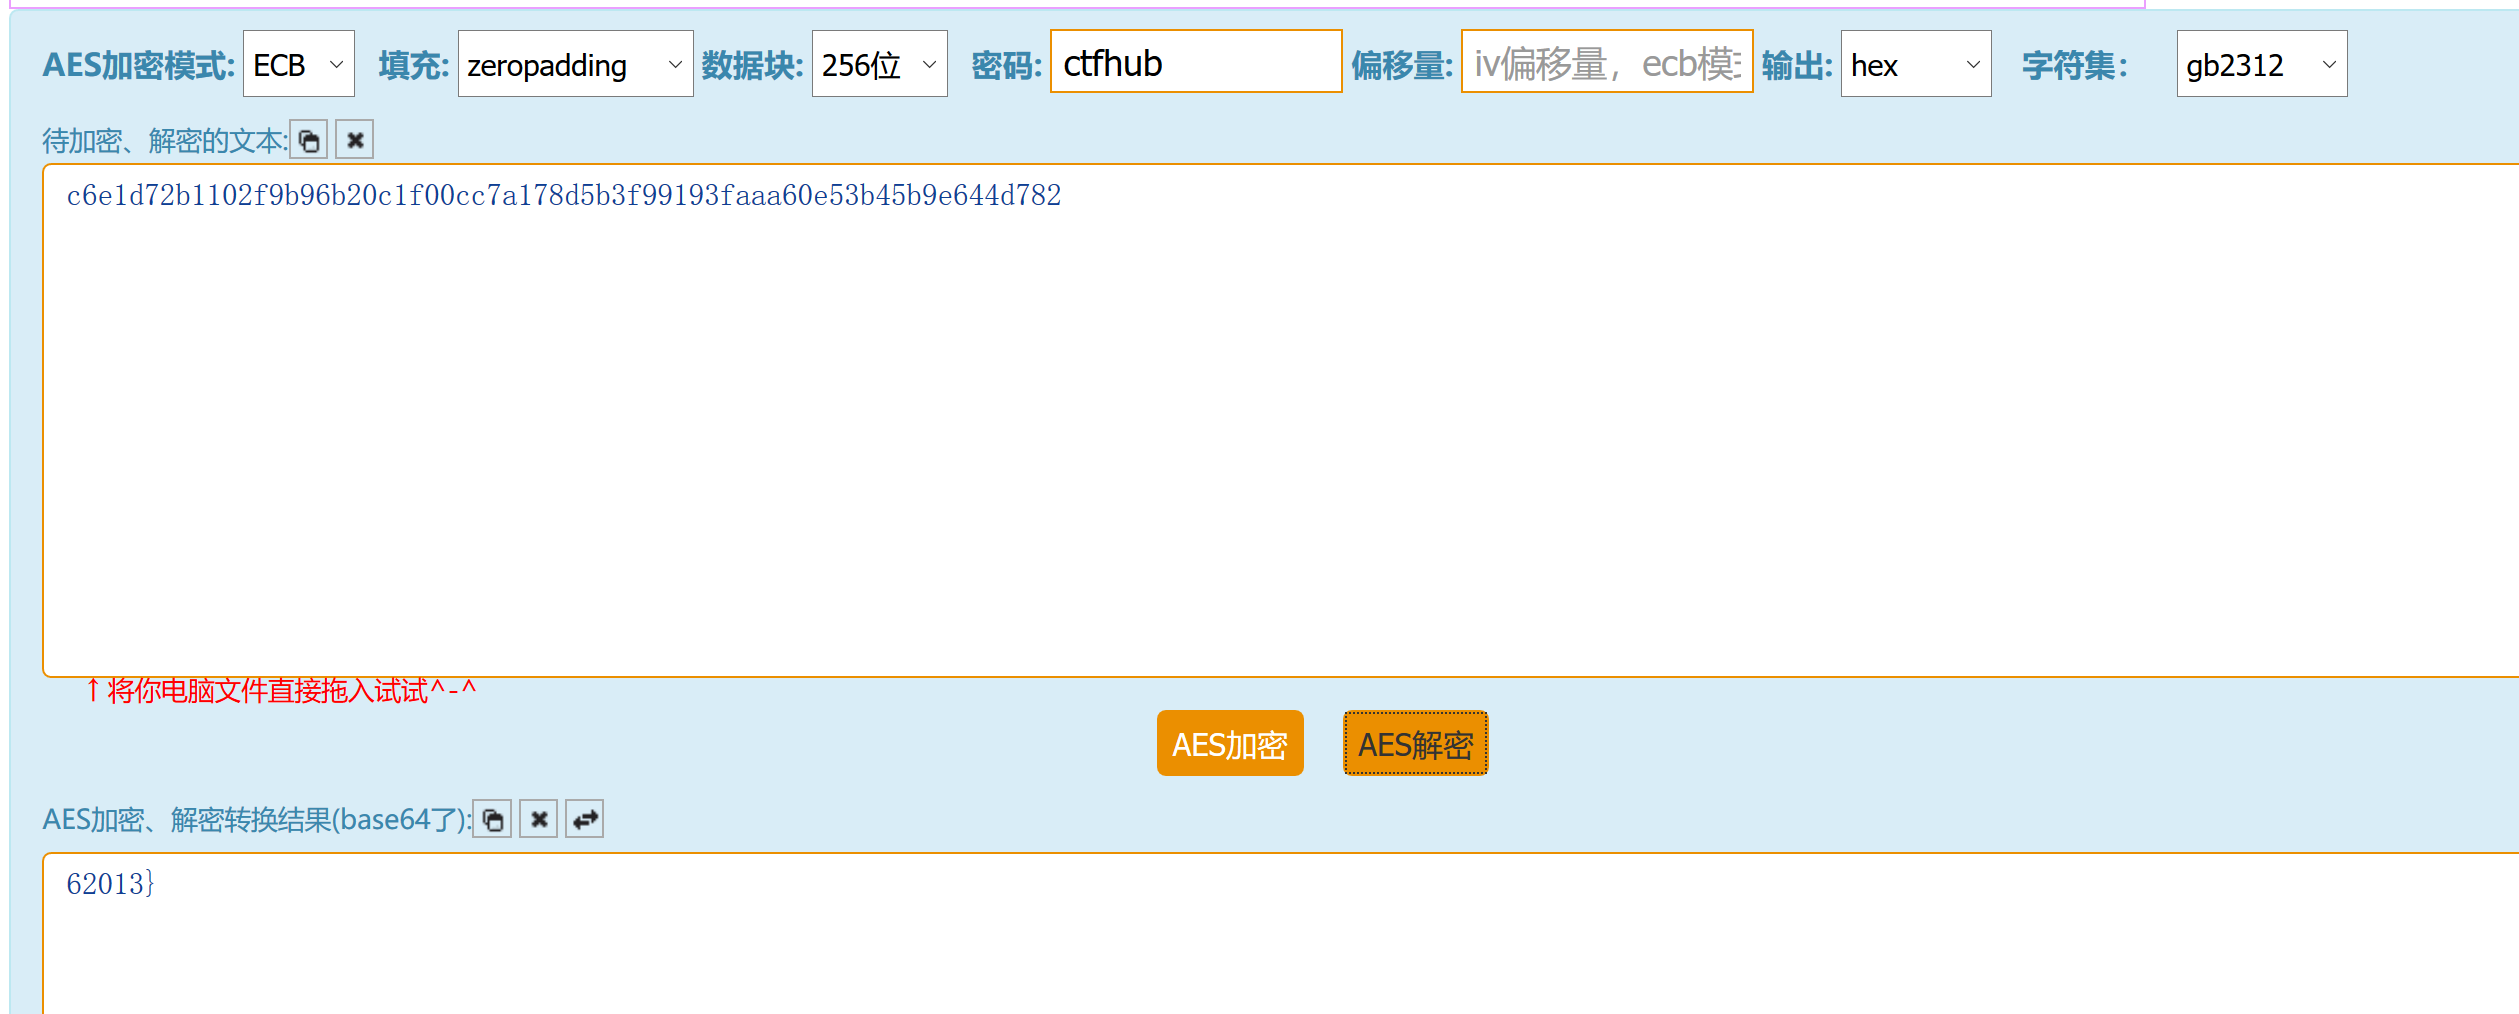 AES加密模式: ECB 填充: zeropadding 数据块: 256位 密码: ctfhub 偏移量: iv偏移量，ecb模 输出: hex 字符集： gb2312
待加密、解密的文本:
c6e1d72b1102f9b96b20c1f00cc7a178d5b3f99193faaa60e53b45b9e644d782
↑将你电脑文件直接拖入试试^-^
AES加密 AES解密
AES加密、解密转换结果(base64了):
62013}